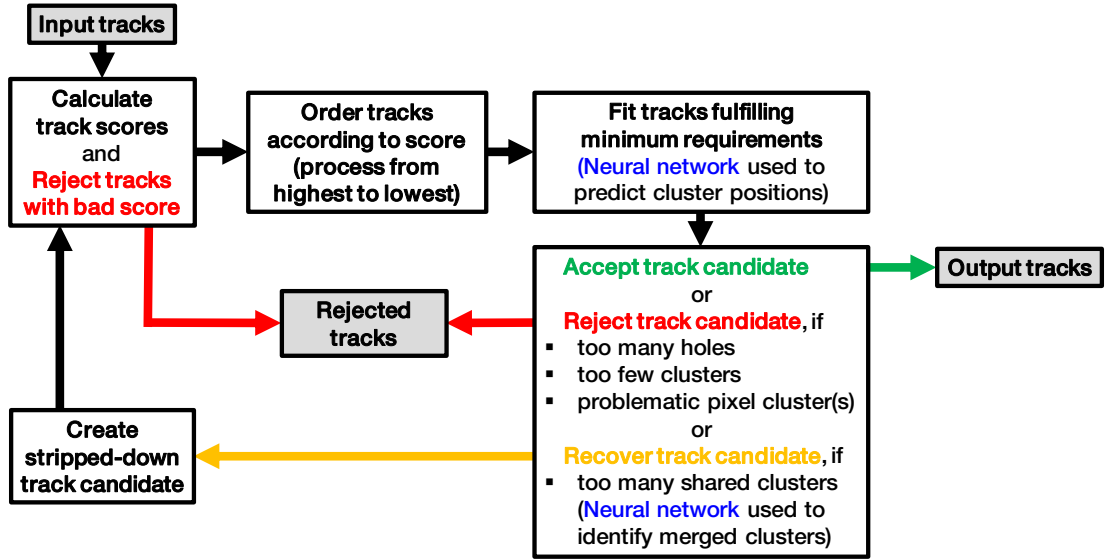 Input tracks
Calculate
track scores
and
Reject tracks
with bad score
Order tracks
according to score
(process from
highest to lowest)
Fit tracks fulfilling
minimum requirements
(Neural network used to
predict cluster positions)
Accept track candidate
or
Reject track candidate, if
▪ too many holes
▪ too few clusters
▪ problematic pixel cluster(s)
or
Recover track candidate, if
▪ too many shared clusters
(Neural network used to
identify merged clusters)
Output tracks
Rejected
tracks
Create
stripped-down
track candidate